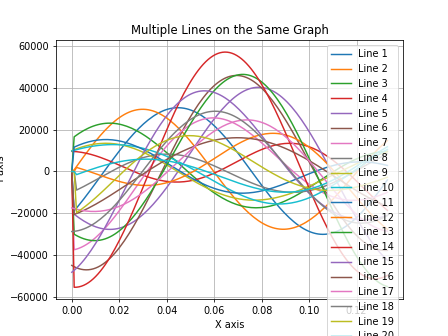 Multiple Lines on the Same Graph
60000
40000
20000
0
−20000
−40000
−60000
0.00
0.02
0.04
0.06
0.08
0.10
X axis
Line 1
Line 2
Line 3
Line 4
Line 5
Line 6
Line 7
Line 8
Line 9
Line 10
Line 11
Line 12
Line 13
Line 14
Line 15
Line 16
Line 17
Line 18
Line 19
Line 20